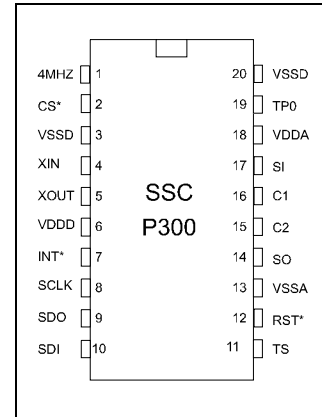 4MHZ 1 20 VSSD
CS* 2 19 TP0
VSSD 3 18 VDDA
XIN 4 17 SI
XOUT 5 SSC 16 C1
VDDD 6 P300 15 C2
INT* 7 14 SO
SCLK 8 13 VSSA
SDO 9 12 RST*
SDI 10 11 TS